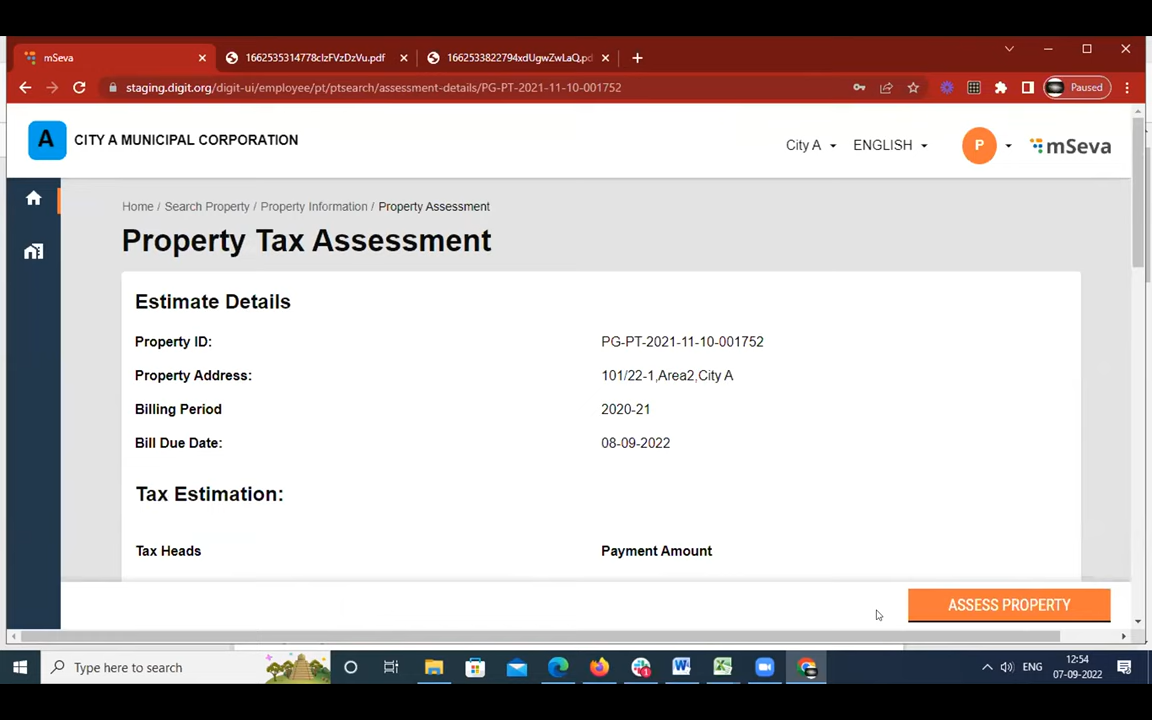 mSeva
1662535314778clzFVzDzVu.pdf
1662533822794xdUgwZwLaQ.pd
staging.digit.org/digit-ui/employee/pt/ptsearch/assessment-details/PG-PT-2021-11-10-001752
Paused
A
CITY A MUNICIPAL CORPORATION
City A
ENGLISH
P
mSeva
Home / Search Property / Property Information / Property Assessment
Property Tax Assessment
Estimate Details
Property ID: PG-PT-2021-11-10-001752
Property Address: 101/22-1,Area2,City A
Billing Period 2020-21
Bill Due Date: 08-09-2022
Tax Estimation:
Tax Heads Payment Amount
ASSESS PROPERTY
Type here to search
ENG
12:54
07-09-2022